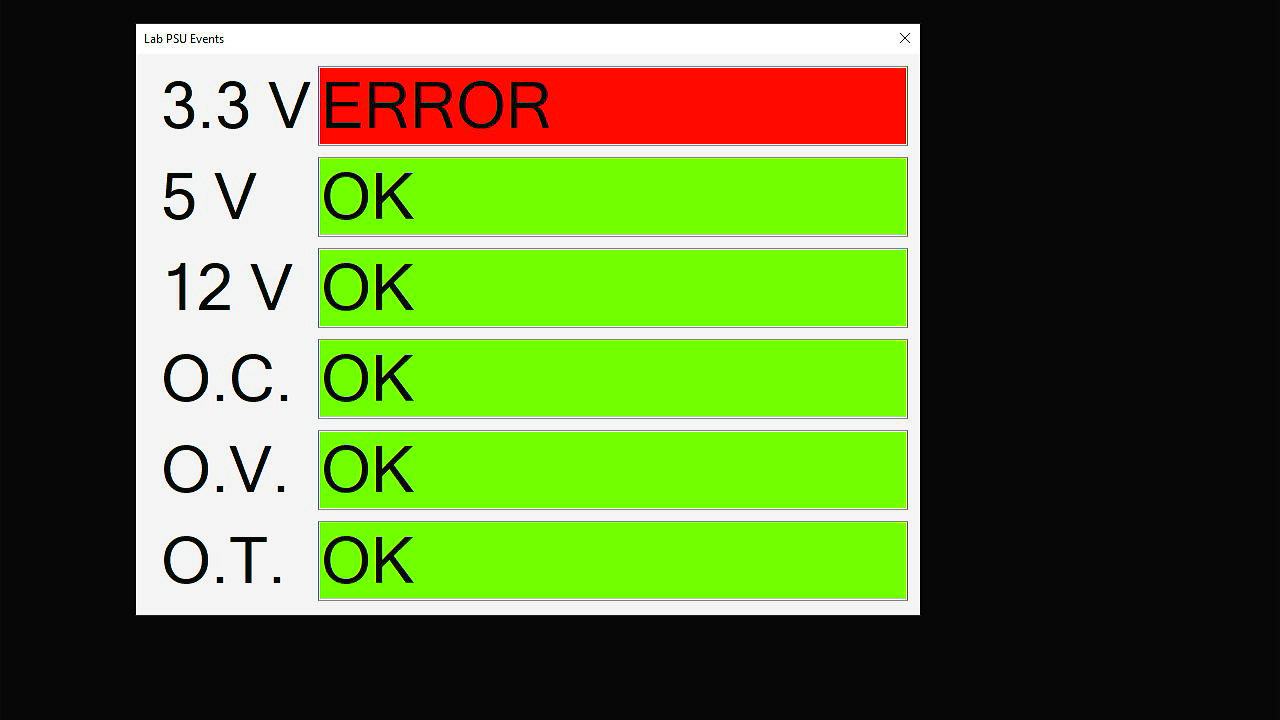 Lab PSU Events
3.3 V ERROR
5 V OK
12 V OK
O.C. OK
O.V. OK
O.T. OK